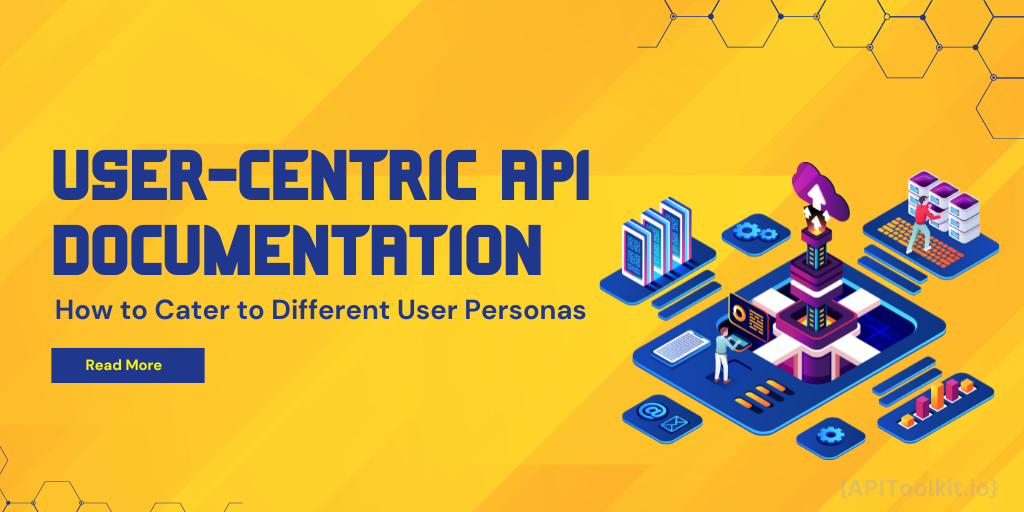 USER-CENTRIC API
DOCUMENTATION
How to Cater to Different User Personas
Read More
@
{APIToolkit.io}